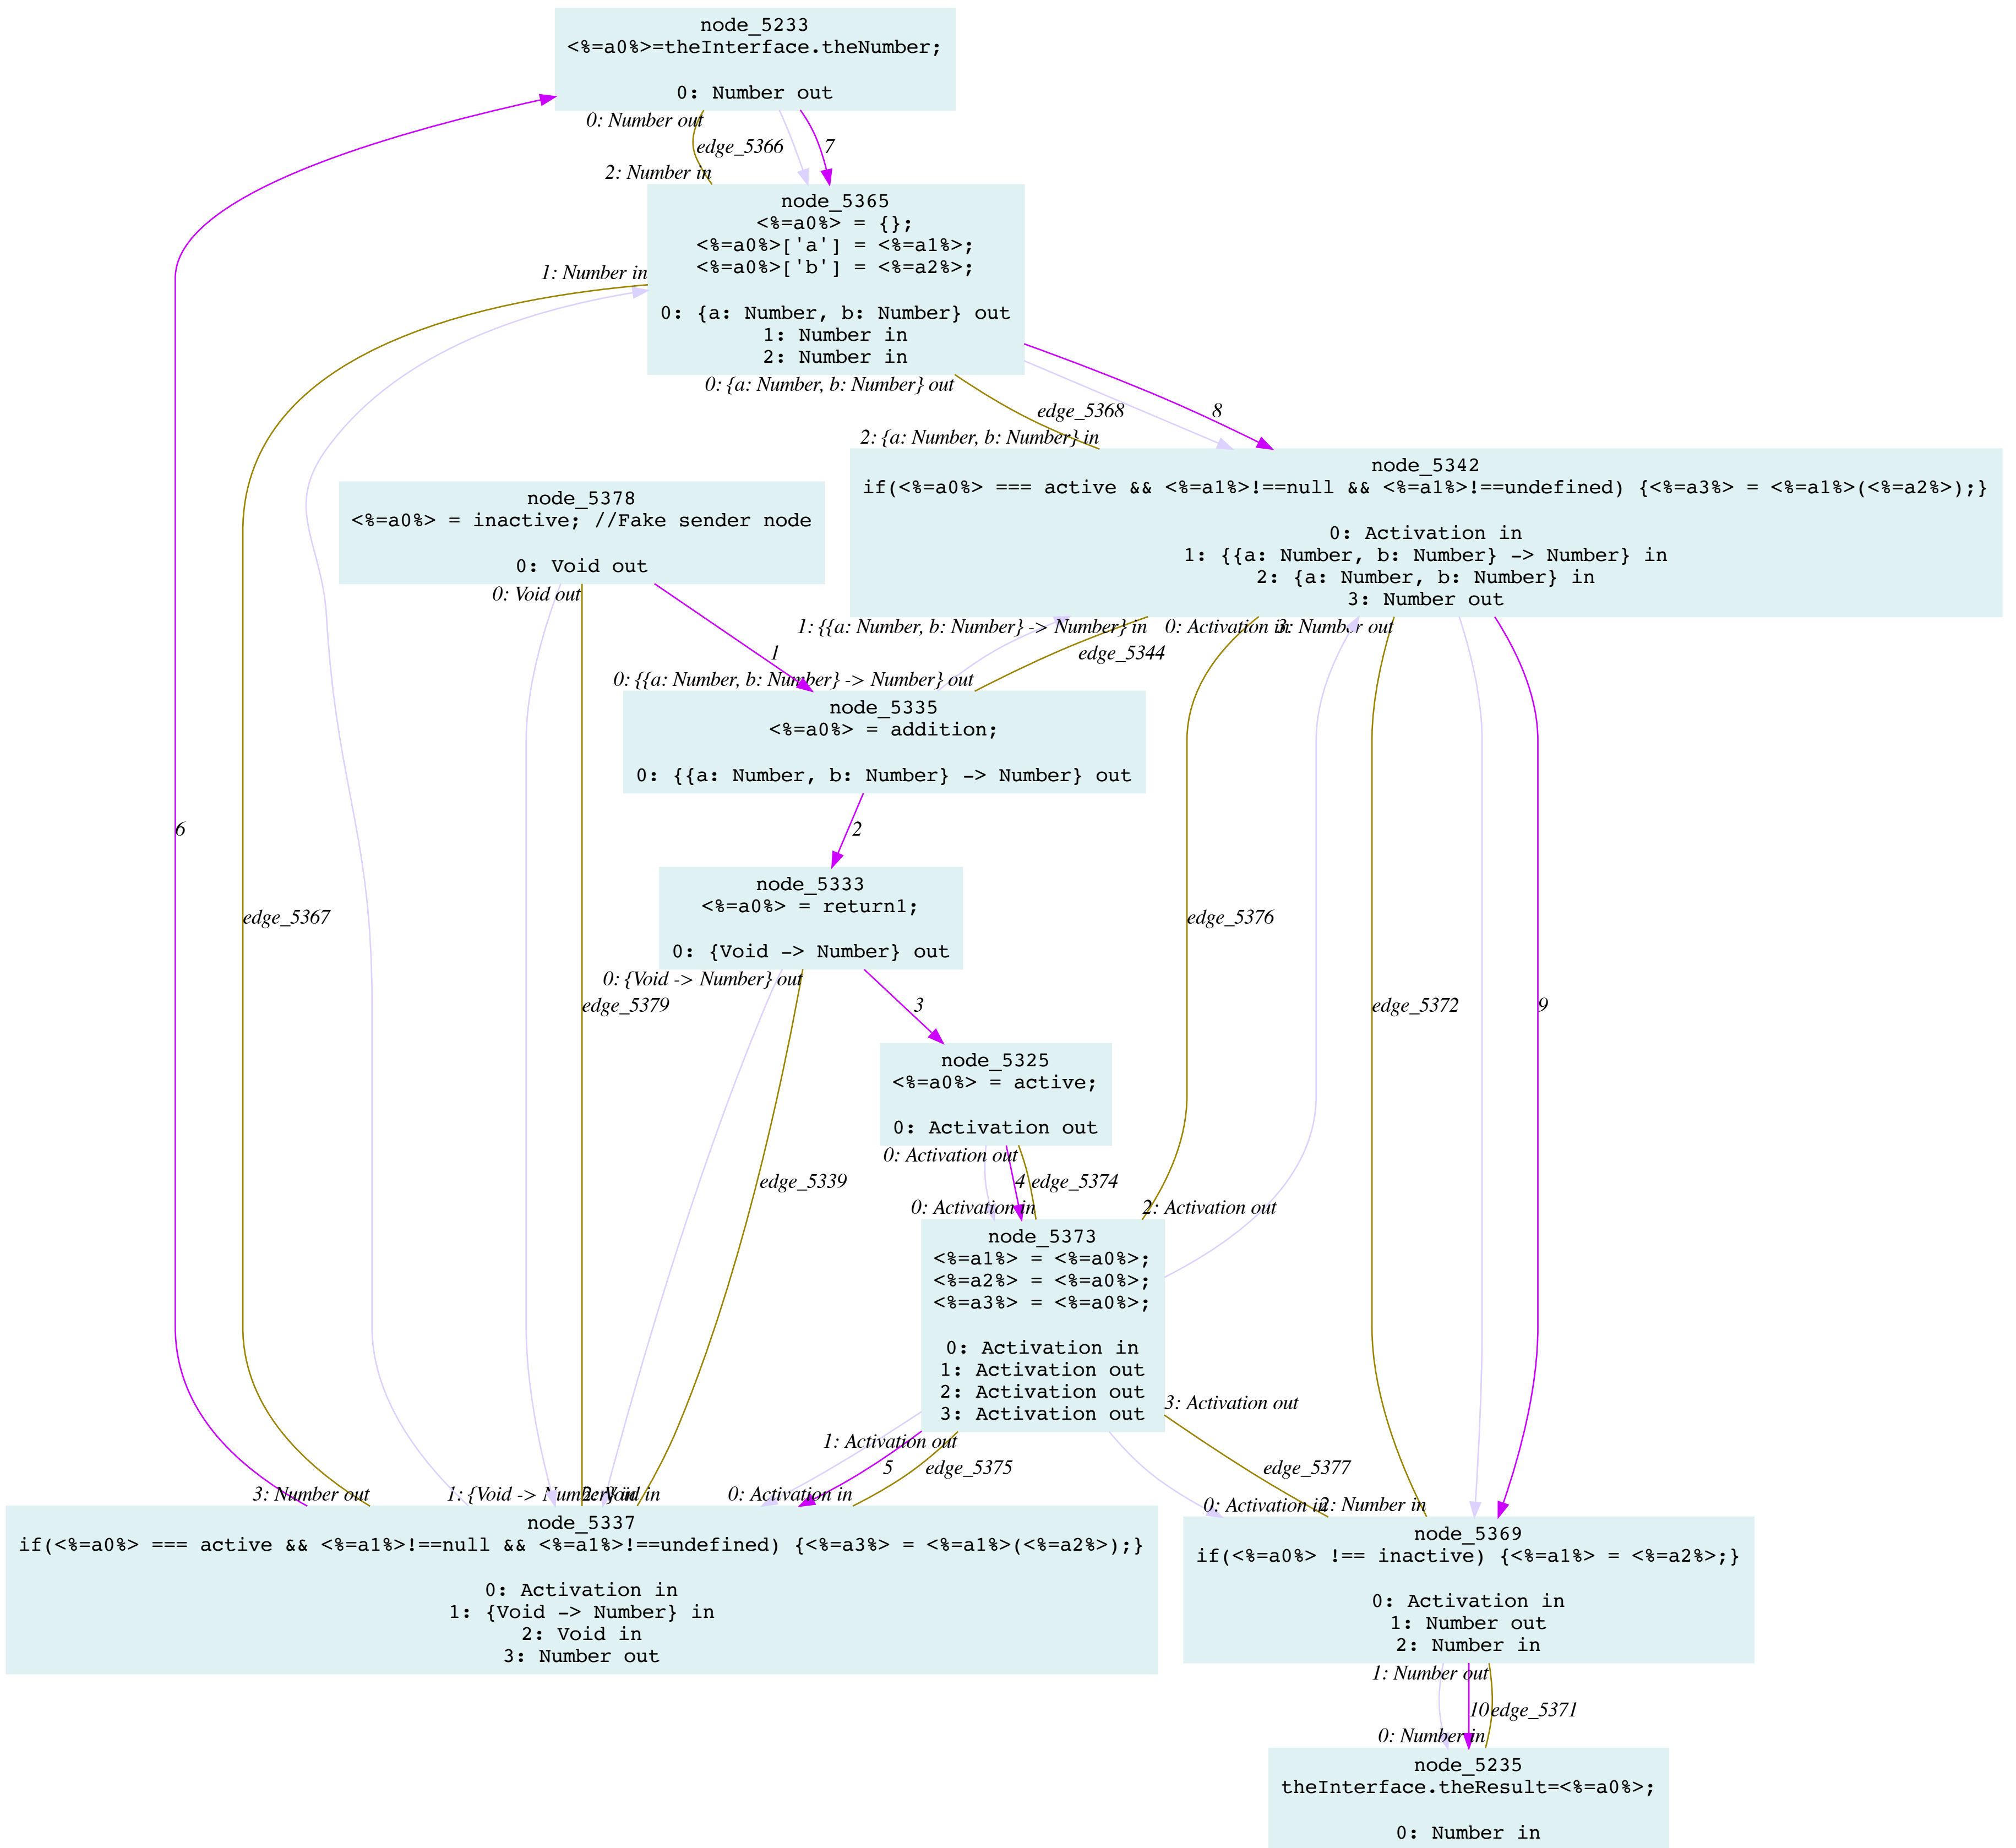 node_5233
<%=a0%>=theInterface.theNumber;
0: Number out
0: Number out
edge_5366
7
2: Number in
node_5365
<%=a0%> = {};
<%=a0%>['a'] = <%=a1%>;
<%=a0%>['b'] = <%=a2%>;
0: {a: Number, b: Number} out
1: Number in
2: Number in
1: Number in
0: {a: Number, b: Number} out
edge_5368
8
2: {a: Number, b: Number} in
node_5342
if(<%=a0%> === active && <%=a1%>!==null && <%=a1%>!==undefined) {<%=a3%> = <%=a1%>(<%=a2%>);}
0: Activation in
1: {{a: Number, b: Number} -> Number} in
2: {a: Number, b: Number} in
3: Number out
node_5378
<%=a0%> = inactive; //Fake sender node
0: Void out
0: Void out
1: {{a: Number, b: Number} -> Number} in
0: Activation in
3: Number out
1
edge_5344
0: {{a: Number, b: Number} -> Number} out
node_5335
<%=a0%> = addition;
0: {{a: Number, b: Number} -> Number} out
6
2
node_5333
<%=a0%> = return1;
0: {Void -> Number} out
edge_5367
edge_5376
0: {Void -> Number} out
edge_5379
3
edge_5372
9
node_5325
<%=a0%> = active;
0: Activation out
0: Activation out
edge_5339
4
edge_5374
0: Activation in
2: Activation out
node_5373
<%=a1%> = <%=a0%>;
<%=a2%> = <%=a0%>;
<%=a3%> = <%=a0%>;
0: Activation in
1: Activation out
2: Activation out
3: Activation out
3: Activation out
1: Activation out
5
edge_5375
edge_5377
3: Number out
1: {Void -> Number} in
2: Void in
0: Activation in
0: Activation in
2: Number in
node_5337
if(<%=a0%> === active && <%=a1%>!==null && <%=a1%>!==undefined) {<%=a3%> = <%=a1%>(<%=a2%>);}
0: Activation in
1: {Void -> Number} in
2: Void in
3: Number out
node_5369
if(<%=a0%> !== inactive) {<%=a1%> = <%=a2%>;}
0: Activation in
1: Number out
2: Number in
1: Number out
10
edge_5371
0: Number in
node_5235
theInterface.theResult=<%=a0%>;
0: Number in